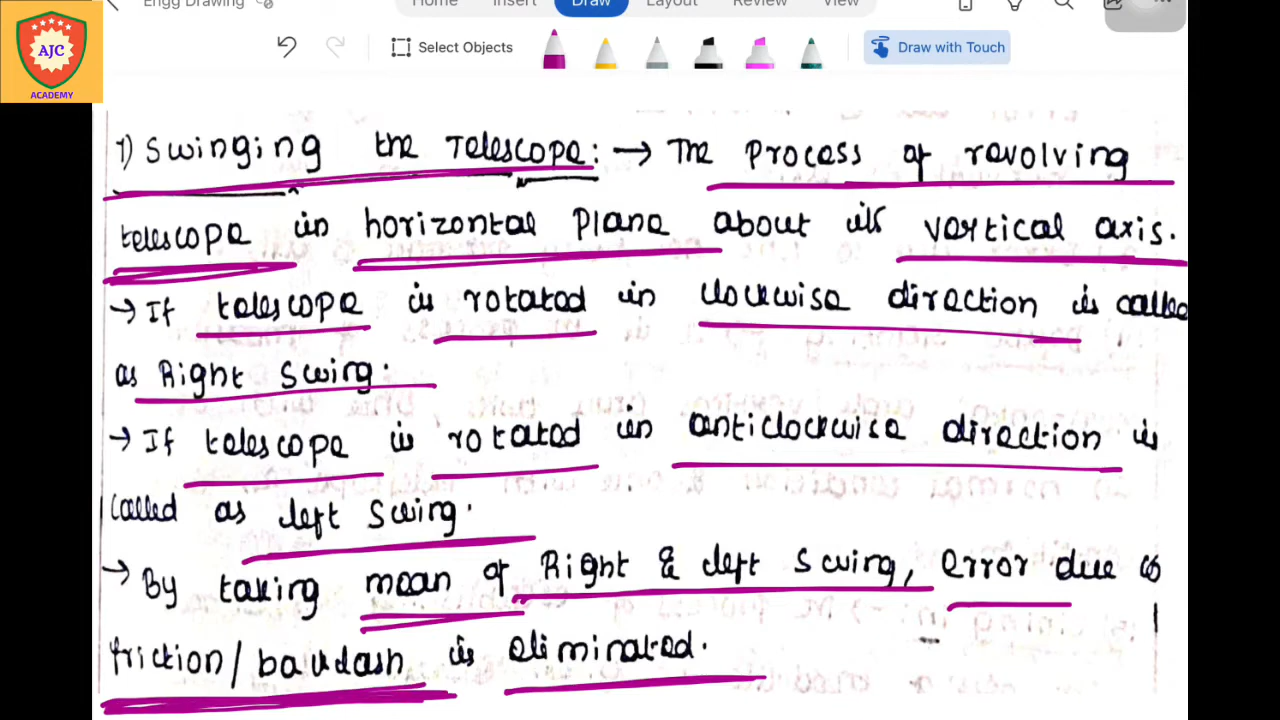 Engg Drawing
Home Insert Draw Layout Review View
AJC
ACADEMY
Select Objects
Draw with Touch
7) Swinging the Telescope: → The Process of revolving
telescope in horizontal Plane about its vertical axis.
→ If telescope is rotated in clockwise direction is called
as Right Swing.
→ If telescope is rotated in anticlockwise direction is
called as left swing.
→ By taking mean of Right & left Swing, error due to
friction/backlash is eliminated.